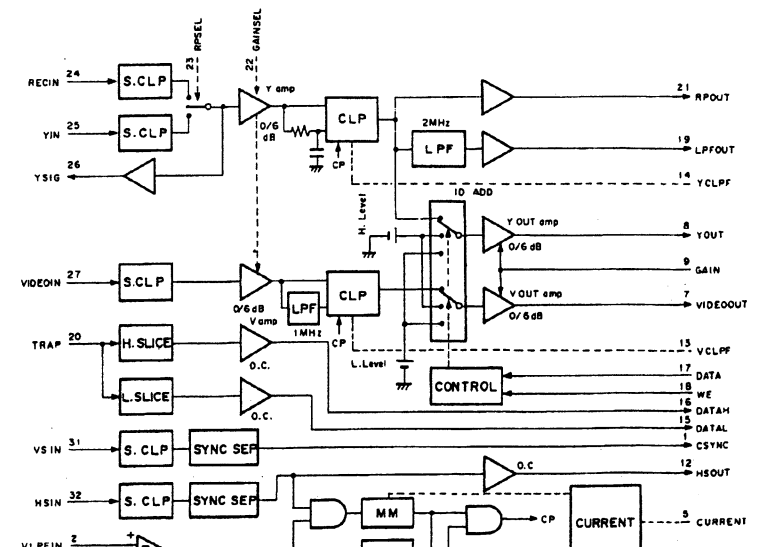 23 RPSEL
22 GAINSEL
RECIN 24 S.CLP
Y amp
21 RPOUT
CLP
YIN 25 S.CLP
0/6 dB
2MHz
LPF
19 LPFOUT
YSIG 26
CP
14 YCLPF
ID ADD
H. Level
Y OUT amp
8 YOUT
0/6 dB
9 GAIN
VIDEOIN 27 S.CLP
CLP
LPF
V OUT amp
7 VIDEOOUT
0/6dB
0/6dB
V amp
1MHz
CP
TRAP 20 H.SLICE
O.C.
L.Level
13 VCLPF
CONTROL
17 DATA
18 WE
16 DATAH
L.SLICE
O.C.
15 DATAL
VSIN 31 S. CLP SYNC SEP
1 CSYNC
O.C
12 HSOUT
HSIN 32 S. CLP SYNC SEP
MM
CP
CURRENT
5 CURRENT
2
+